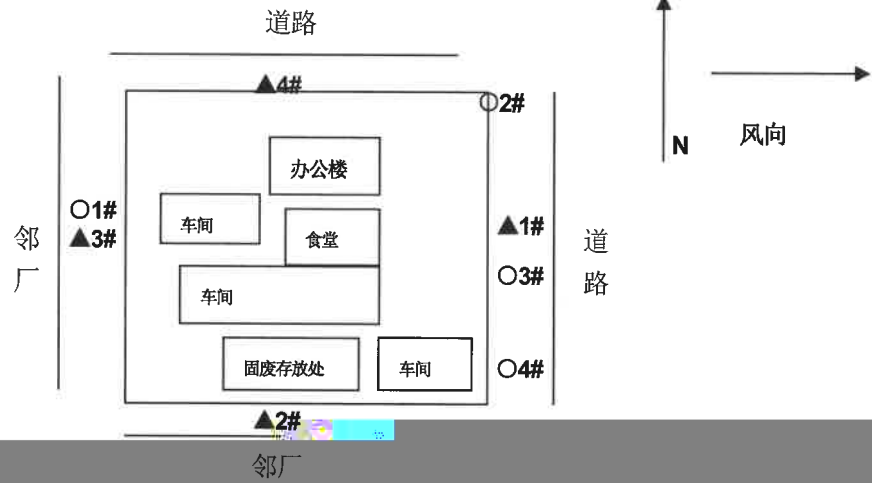 道路
▲4#
○2#
N
风向
办公楼
○1#
▲3#
车间
食堂
▲1#
邻厂
道路
车间
○3#
固废存放处
车间
○4#
▲2#
邻厂